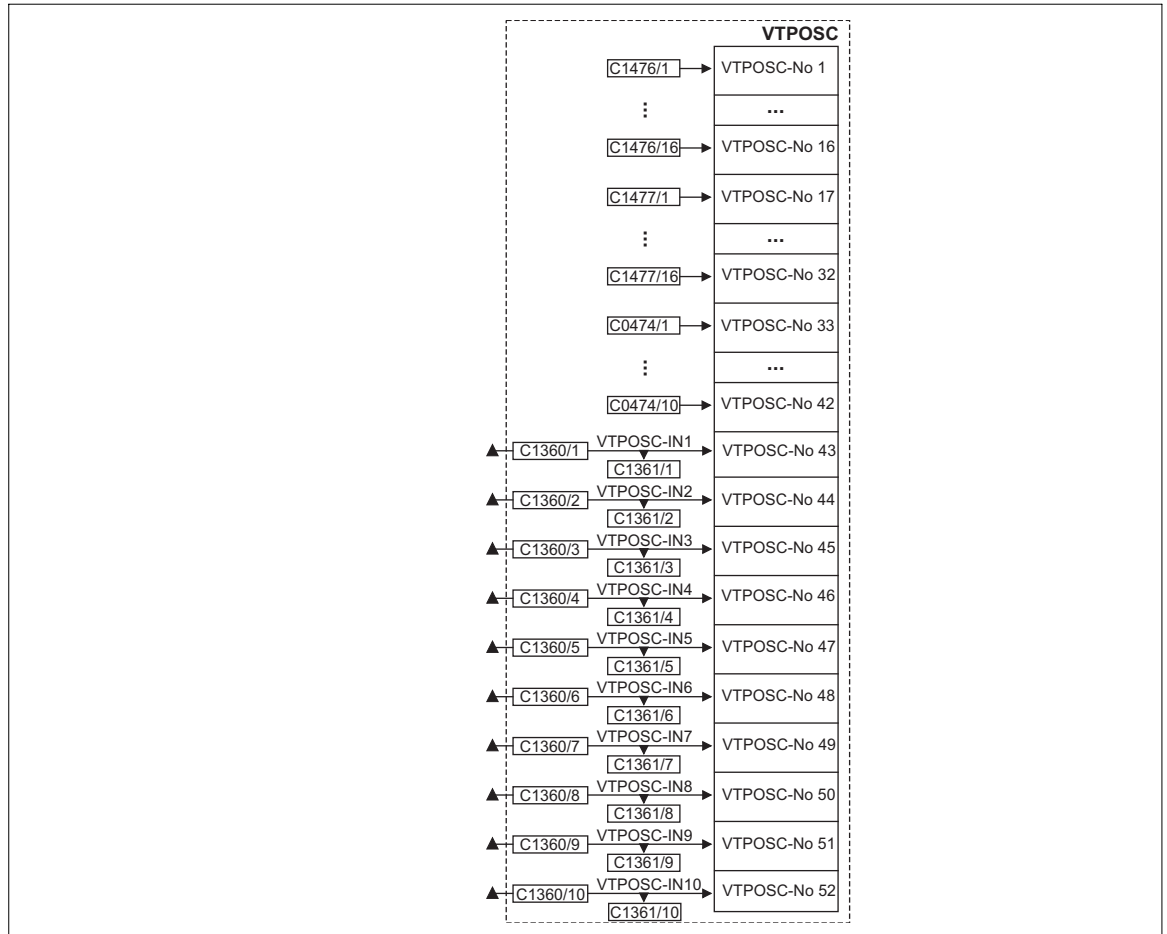 VTPOSC
C1476/1 VTPOSC-No 1
⋮ ...
C1476/16 VTPOSC-No 16
C1477/1 VTPOSC-No 17
⋮ ...
C1477/16 VTPOSC-No 32
C0474/1 VTPOSC-No 33
⋮ ...
C0474/10 VTPOSC-No 42
C1360/1 VTPOSC-IN1 VTPOSC-No 43
C1361/1
C1360/2 VTPOSC-IN2 VTPOSC-No 44
C1361/2
C1360/3 VTPOSC-IN3 VTPOSC-No 45
C1361/3
C1360/4 VTPOSC-IN4 VTPOSC-No 46
C1361/4
C1360/5 VTPOSC-IN5 VTPOSC-No 47
C1361/5
C1360/6 VTPOSC-IN6 VTPOSC-No 48
C1361/6
C1360/7 VTPOSC-IN7 VTPOSC-No 49
C1361/7
C1360/8 VTPOSC-IN8 VTPOSC-No 50
C1361/8
C1360/9 VTPOSC-IN9 VTPOSC-No 51
C1361/9
C1360/10 VTPOSC-IN10 VTPOSC-No 52
C1361/10